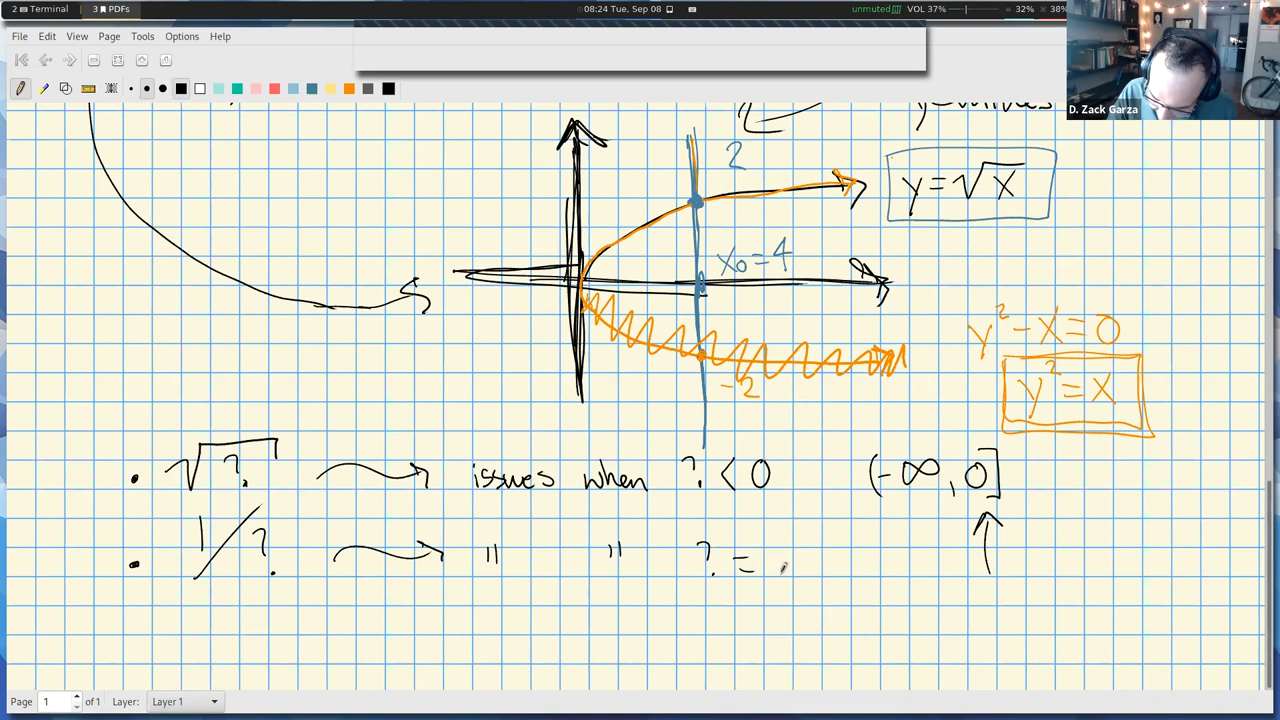 2 Terminal 3 PDFs 08:24 Tue, Sep 08 unmuted VOL 37% 32% 38%
File Edit View Page Tools Options Help
D. Zack Garza
2
y = √x
x0 = 4
y² - x = 0
y² = x
-2
• √? issues when ? < 0 (-∞, 0]
• 1/? " " ? =
Page 1 of 1 Layer: Layer 1